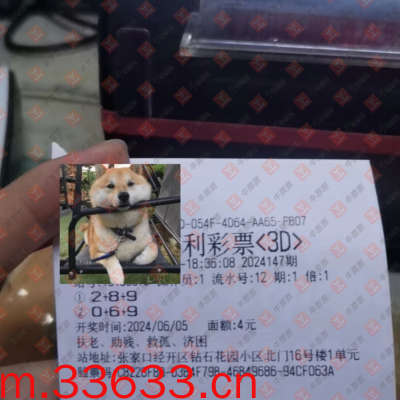 D-054F-4D64-AA65-PB07
利彩票<3D>
-18:36:08 2024147期
员:1 流水号:12 期:1 倍:1
① 2+8+9
② 0+6+9
开奖时间:2024/06/05 面额:4元
扶老、助残、救孤、济困
站地址:张家口经开区钻石花园小区北门116号楼1单元
m.33633.cn